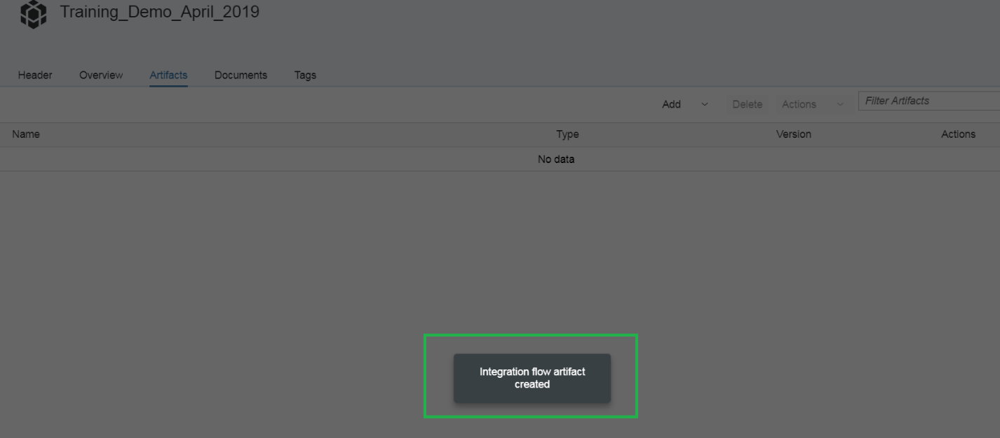 Training_Demo_April_2019
Header Overview Artifacts Documents Tags
Add Delete Actions Filter Artifacts
Name Type Version Actions
No data
Integration flow artifact
created